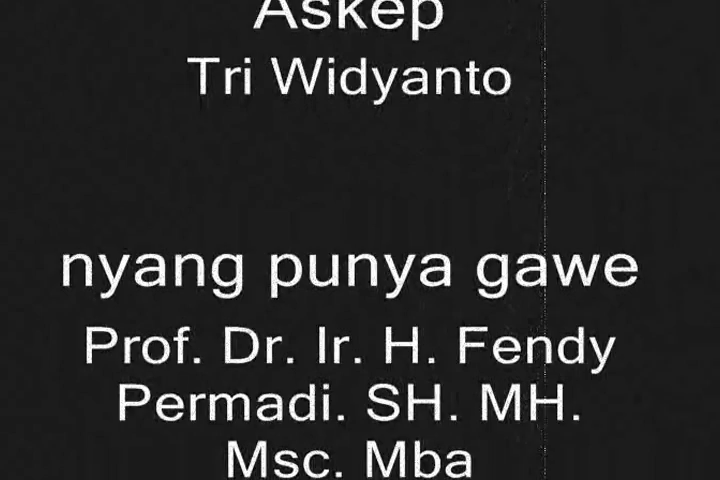 Askep
Tri Widyanto
nyang punya gawe
Prof. Dr. Ir. H. Fendy
Permadi. SH. MH.
Msc. Mba